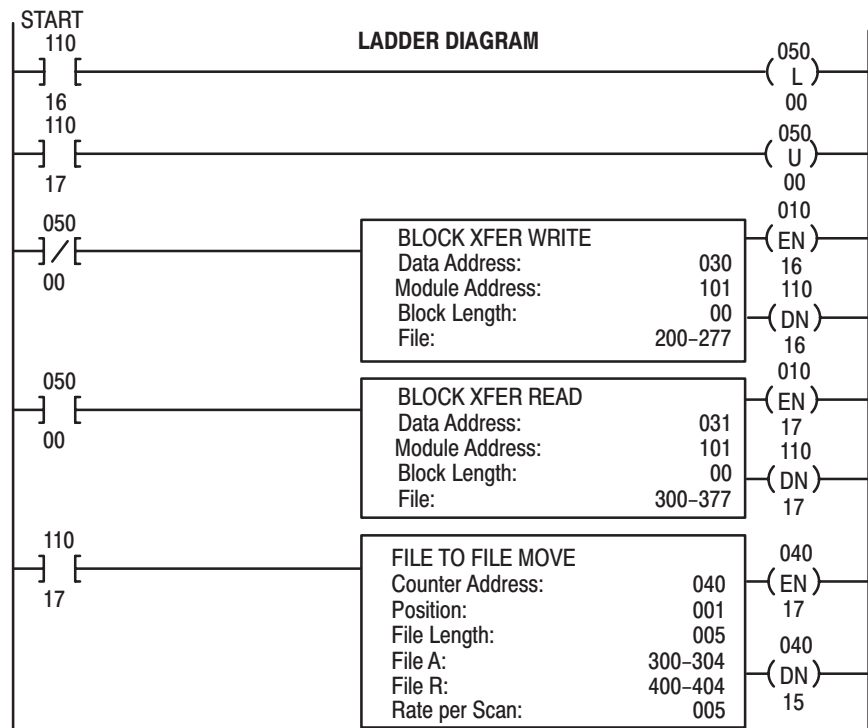 START
110
LADDER DIAGRAM
050
L
16
00
110
050
U
17
00
050
010
BLOCK XFER WRITE
EN
Data Address: 030
16
00
Module Address: 101
110
Block Length: 00
DN
File: 200–277
16
050
010
BLOCK XFER READ
EN
Data Address: 031
17
00
Module Address: 101
110
Block Length: 00
DN
File: 300–377
17
110
040
FILE TO FILE MOVE
EN
17
Counter Address: 040
17
Position: 001
File Length: 005
040
File A: 300–304
DN
File R: 400–404
15
Rate per Scan: 005